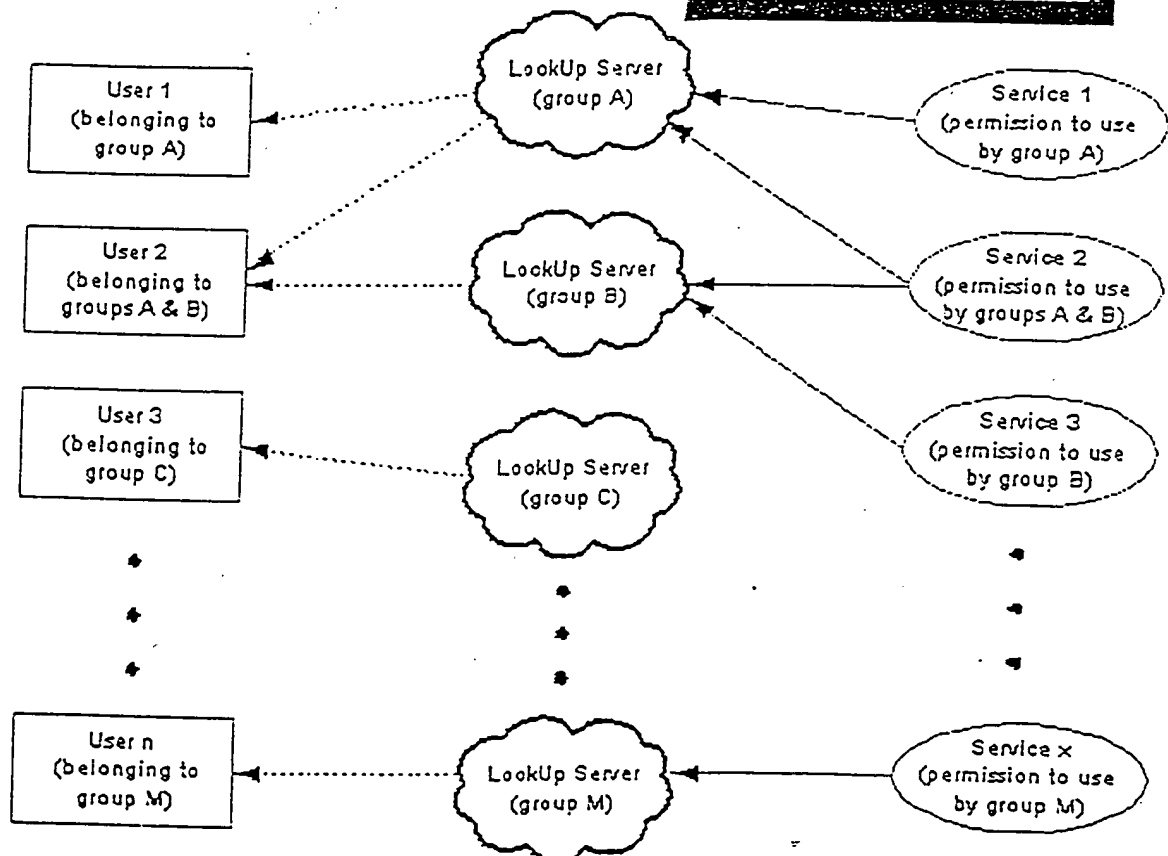 User 1
(belonging to
group A)
LookUp Server
(group A)
Service 1
(permission to use
by group A)
User 2
(belonging to
groups A & B)
LookUp Server
(group B)
Service 2
(permission to use
by groups A & B)
User 3
(belonging to
group C)
LookUp Server
(group C)
Service 3
(permission to use
by group B)
User n
(belonging to
group M)
LookUp Server
(group M)
Service x
(permission to use
by group M)